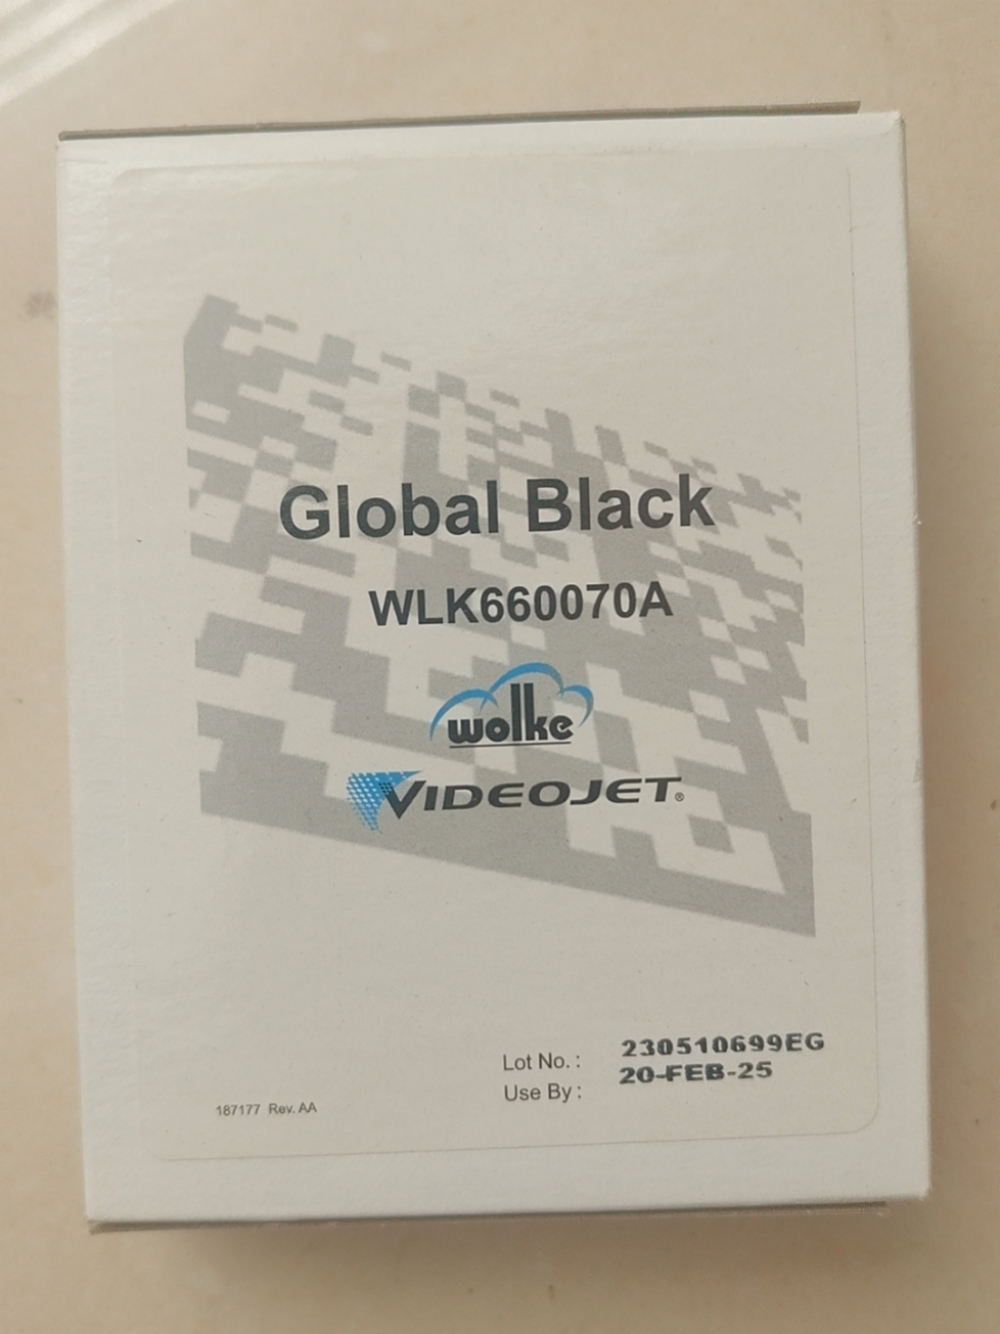 Global Black
WLK660070A
wolke
VIDEOJET®
Lot No.: 230510699EG
Use By: 20-FEB-25
187177 Rev. AA